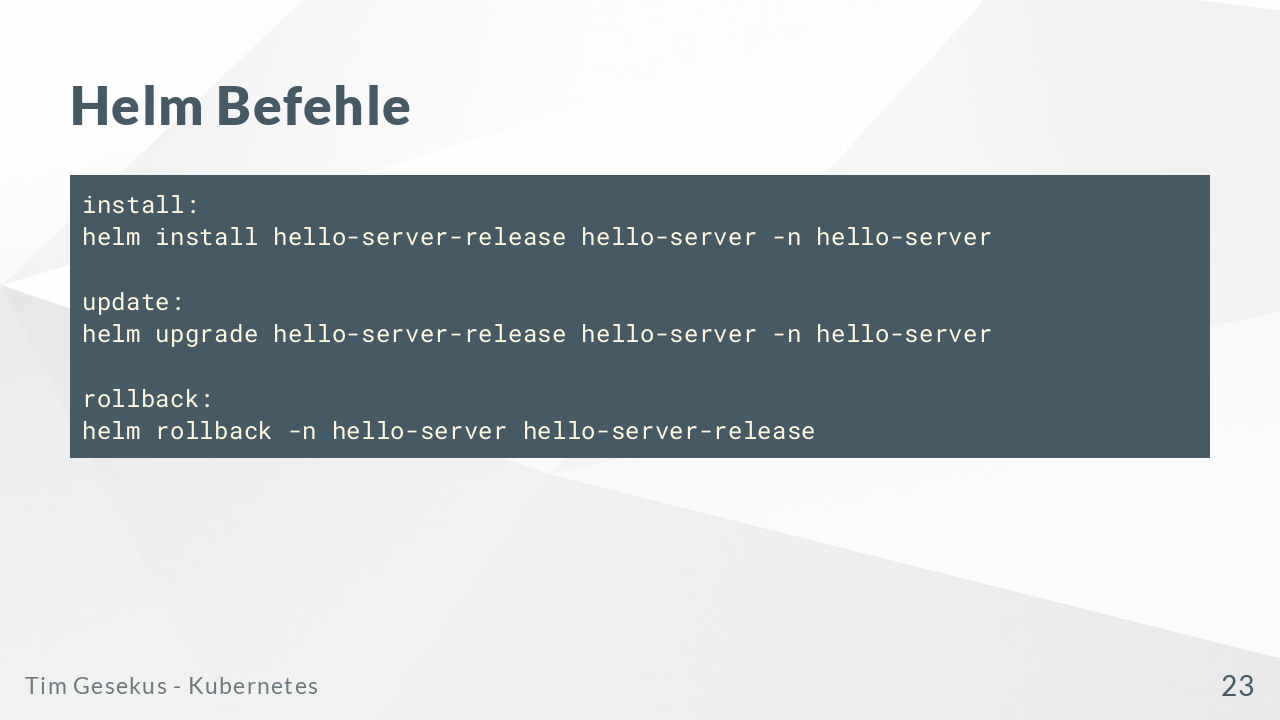 Helm Befehle
install:
helm install hello-server-release hello-server -n hello-server
update:
helm upgrade hello-server-release hello-server -n hello-server
rollback:
helm rollback -n hello-server hello-server-release
Tim Gesekus - Kubernetes
23